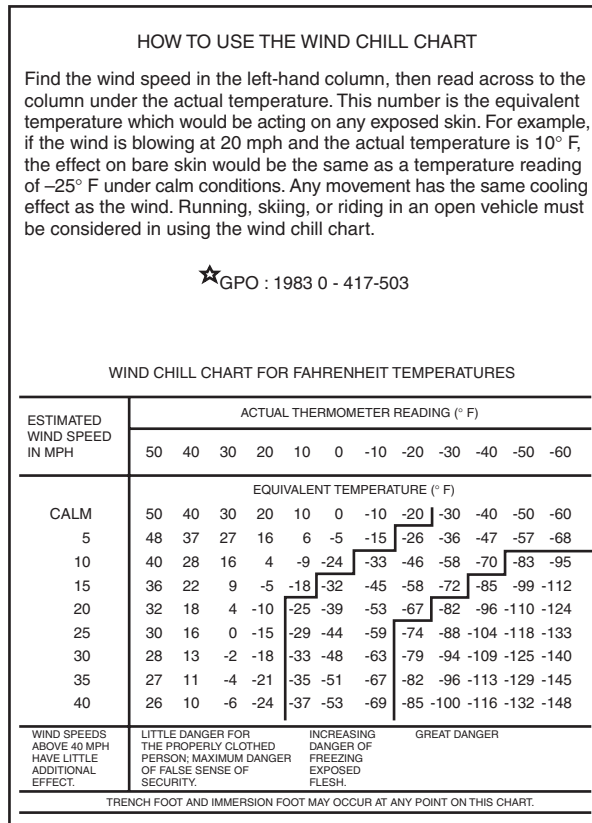 HOW TO USE THE WIND CHILL CHART
Find the wind speed in the left-hand column, then read across to the
column under the actual temperature. This number is the equivalent
temperature which would be acting on any exposed skin. For example,
if the wind is blowing at 20 mph and the actual temperature is 10° F,
the effect on bare skin would be the same as a temperature reading
of –25° F under calm conditions. Any movement has the same cooling
effect as the wind. Running, skiing, or riding in an open vehicle must
be considered in using the wind chill chart.
☆GPO : 1983 0 - 417-503
WIND CHILL CHART FOR FAHRENHEIT TEMPERATURES
ESTIMATED
WIND SPEED
IN MPH
ACTUAL THERMOMETER READING (° F)
50 40 30 20 10 0 -10 -20 -30 -40 -50 -60
EQUIVALENT TEMPERATURE (° F)
CALM 50 40 30 20 10 0 -10 -20 -30 -40 -50 -60
5 48 37 27 16 6 -5 -15 -26 -36 -47 -57 -68
10 40 28 16 4 -9 -24 -33 -46 -58 -70 -83 -95
15 36 22 9 -5 -18 -32 -45 -58 -72 -85 -99 -112
20 32 18 4 -10 -25 -39 -53 -67 -82 -96 -110 -124
25 30 16 0 -15 -29 -44 -59 -74 -88 -104 -118 -133
30 28 13 -2 -18 -33 -48 -63 -79 -94 -109 -125 -140
35 27 11 -4 -21 -35 -51 -67 -82 -96 -113 -129 -145
40 26 10 -6 -24 -37 -53 -69 -85 -100 -116 -132 -148
WIND SPEEDS
ABOVE 40 MPH
HAVE LITTLE
ADDITIONAL
EFFECT.
LITTLE DANGER FOR
THE PROPERLY CLOTHED
PERSON; MAXIMUM DANGER
OF FALSE SENSE OF
SECURITY.
INCREASING
DANGER OF
FREEZING
EXPOSED
FLESH.
GREAT DANGER
TRENCH FOOT AND IMMERSION FOOT MAY OCCUR AT ANY POINT ON THIS CHART.